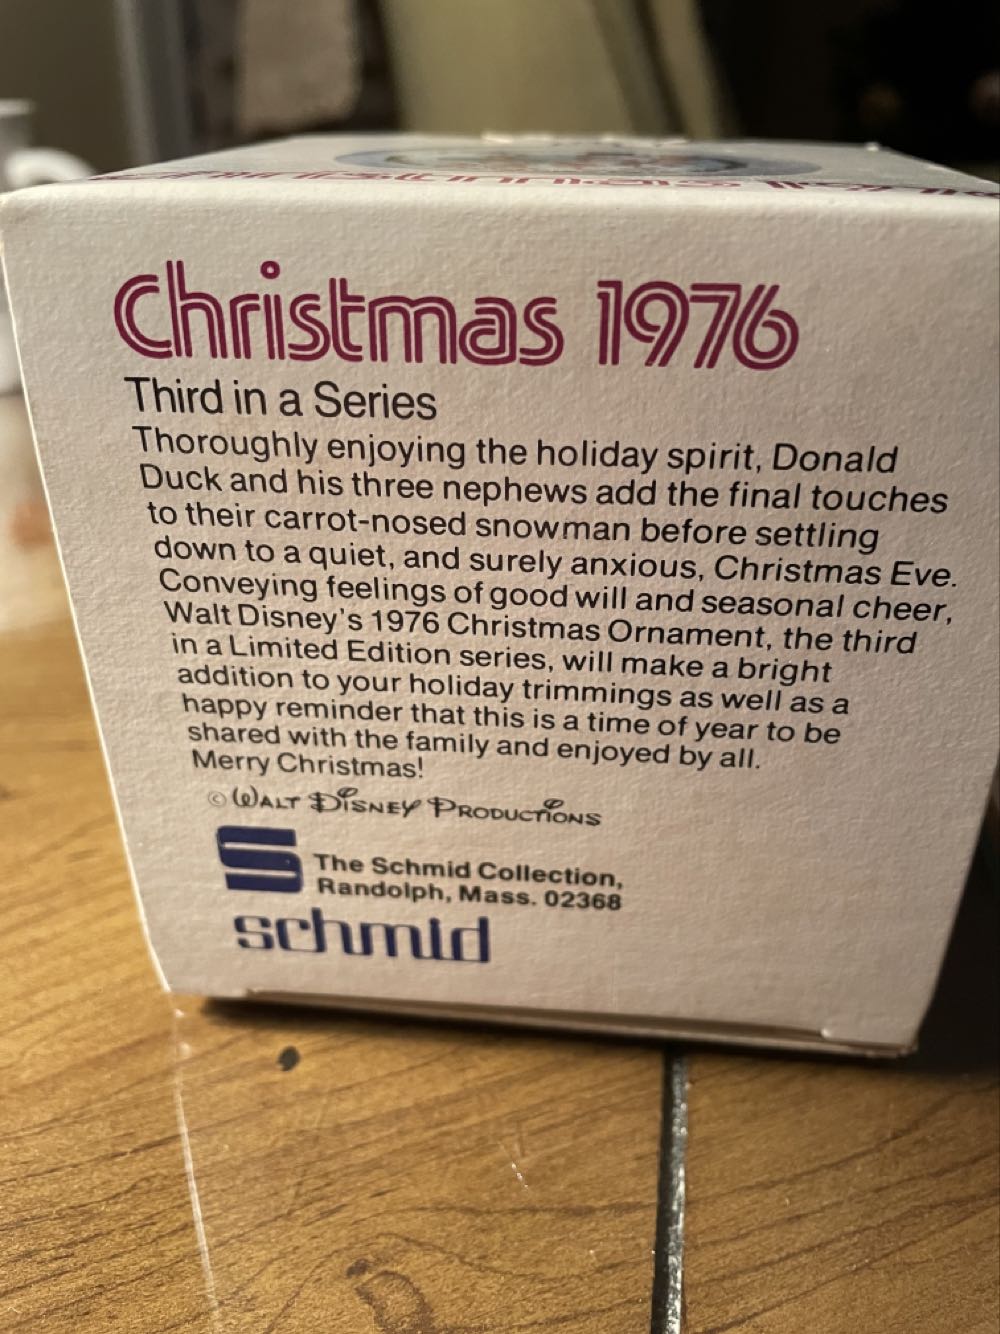 Christmas 1976
Third in a Series
Thoroughly enjoying the holiday spirit, Donald
Duck and his three nephews add the final touches
to their carrot-nosed snowman before settling
down to a quiet, and surely anxious, Christmas Eve.
Conveying feelings of good will and seasonal cheer,
Walt Disney's 1976 Christmas Ornament, the third
in a Limited Edition series, will make a bright
addition to your holiday trimmings as well as a
happy reminder that this is a time of year to be
shared with the family and enjoyed by all.
Merry Christmas!
© WALT DISNEY PRODUCTIONS
The Schmid Collection,
Randolph, Mass. 02368
schmid